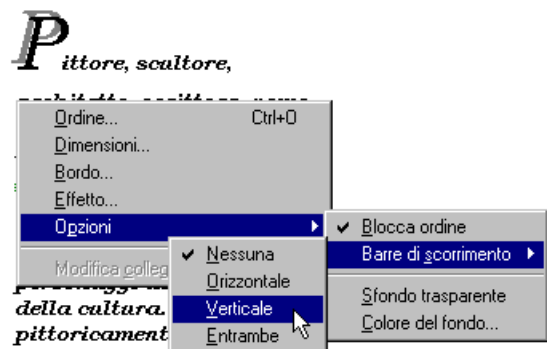 Pittore, scultore,
Ordine... Ctrl+O
Dimensioni...
Bordo...
Effetto...
Opzioni
Modifica colleg
Blocca ordine
Barre di scorrimento
Sfondo trasparente
Colore del fondo...
Nessuna
Orizzontale
Verticale
Entrambe
della cultura.
pittoricament